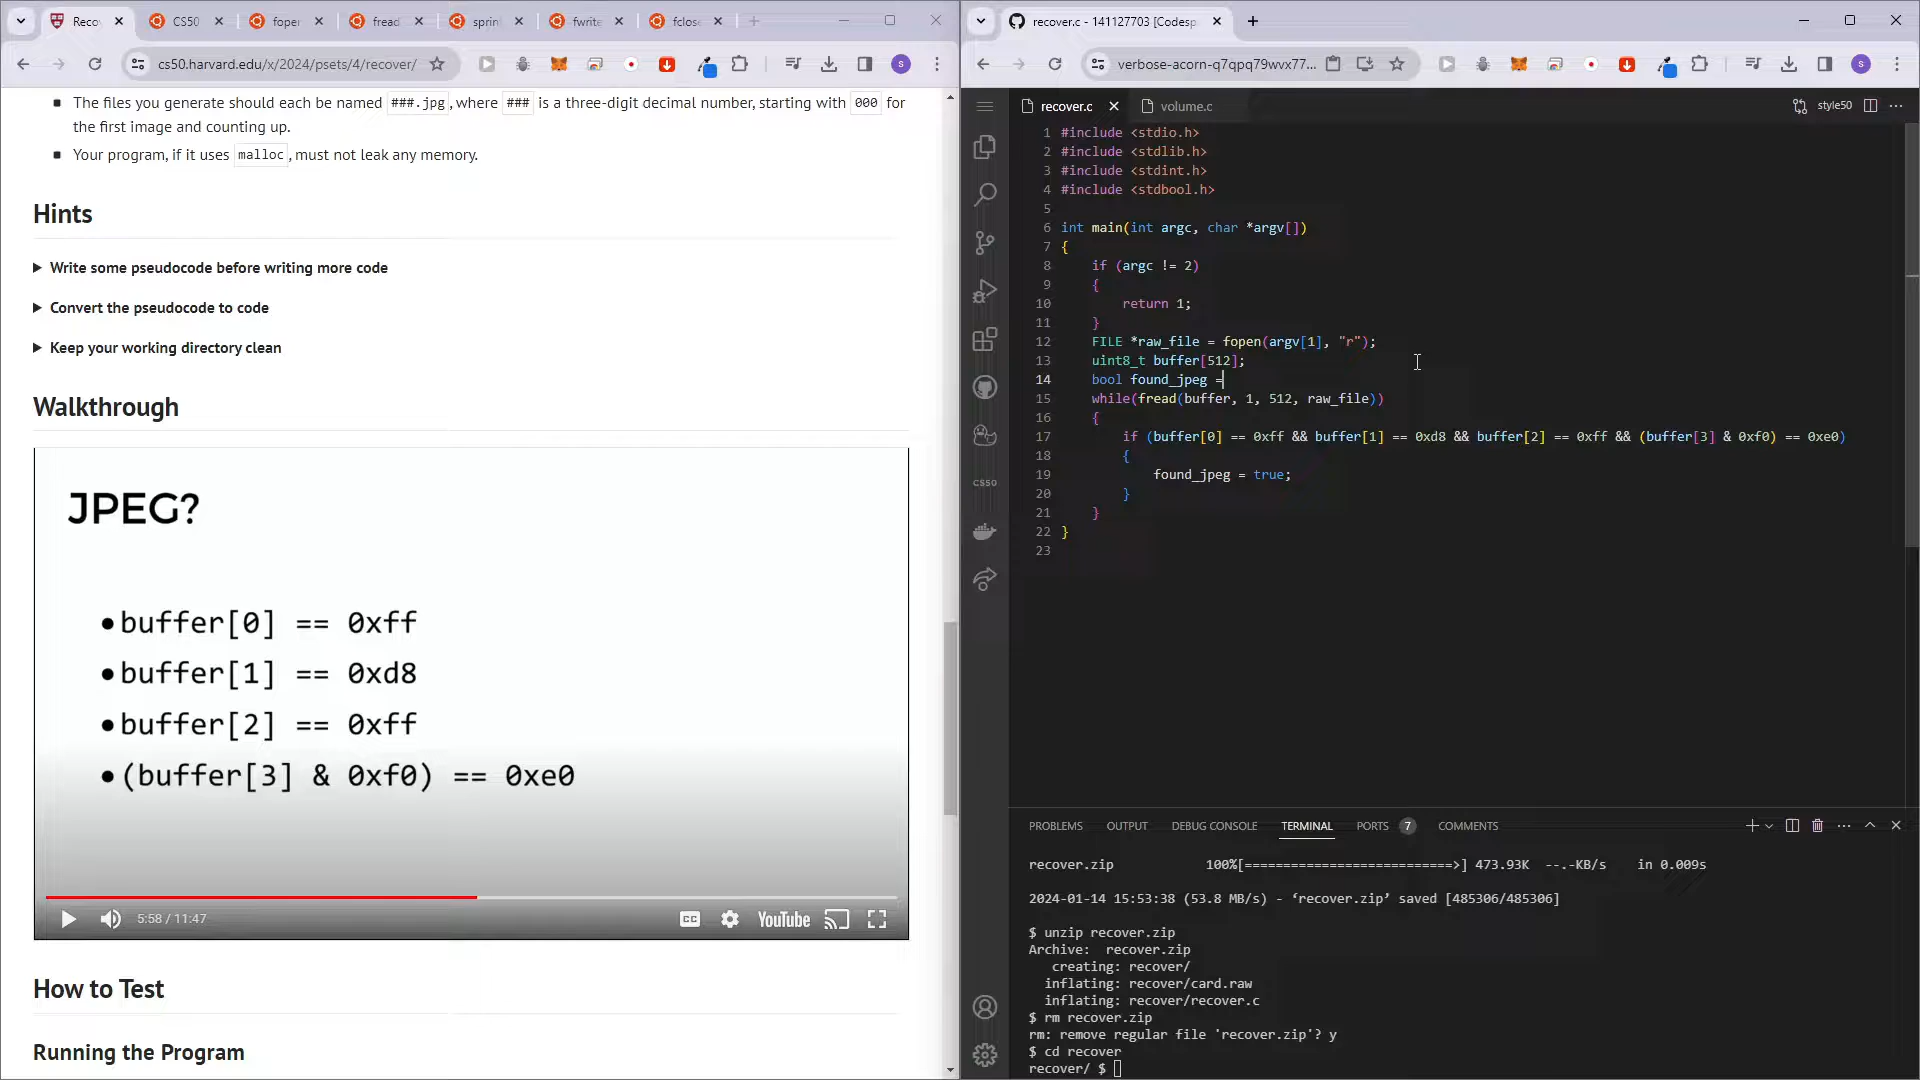 Reco
CS50
foper
fread
sprin
fwrite
fclose
cs50.harvard.edu/x/2024/psets/4/recover/
The files you generate should each be named ###.jpg, where ### is a three-digit decimal number, starting with 000 for
the first image and counting up.
Your program, if it uses malloc, must not leak any memory.
Hints
Write some pseudocode before writing more code
Convert the pseudocode to code
Keep your working directory clean
Walkthrough
JPEG?
•buffer[0] == 0xff
•buffer[1] == 0xd8
•buffer[2] == 0xff
•(buffer[3] & 0xf0) == 0xe0
5:58 / 11:47
CC
YouTube
How to Test
Running the Program
recover.c - 141127703 [Codesp
verbose-acorn-q7qpq79wvx77...
S
recover.c
volume.c
style50
CS50
1 #include <stdio.h>
2 #include <stdlib.h>
3 #include <stdint.h>
4 #include <stdbool.h>
5
6 int main(int argc, char *argv[])
7 {
8 if (argc != 2)
9 {
10 return 1;
11 }
12 FILE *raw_file = fopen(argv[1], "r");
13 uint8_t buffer[512];
14 bool found_jpeg =
15 while(fread(buffer, 1, 512, raw_file))
16 {
17 if (buffer[0] == 0xff && buffer[1] == 0xd8 && buffer[2] == 0xff && (buffer[3] & 0xf0) == 0xe0)
18 {
19 found_jpeg = true;
20 }
21 }
22 }
23
PROBLEMS OUTPUT DEBUG CONSOLE TERMINAL PORTS 7 COMMENTS
recover.zip 100%[===========================>] 473.93K --.-KB/s in 0.009s
2024-01-14 15:53:38 (53.8 MB/s) - ‘recover.zip’ saved [485306/485306]
$ unzip recover.zip
Archive: recover.zip
creating: recover/
inflating: recover/card.raw
inflating: recover/recover.c
$ rm recover.zip
rm: remove regular file 'recover.zip'? y
$ cd recover
recover/ $